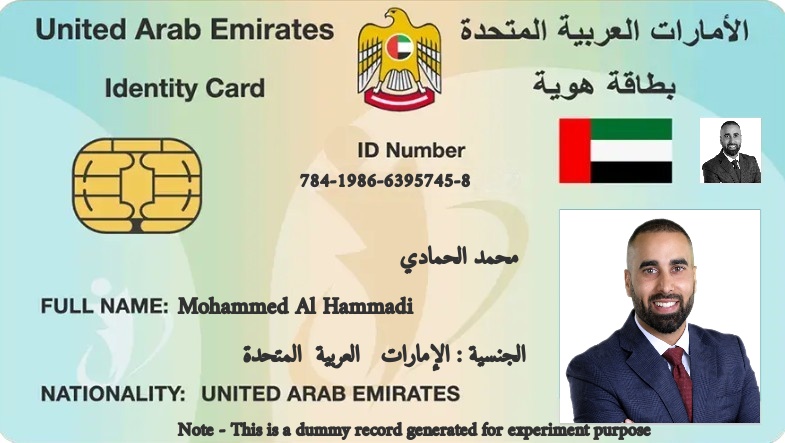 United Arab Emirates الأمارات العربية المتحدة
Identity Card بطاقة هوية
ID Number
784-1986-6395745-8
محمد الحمادي
FULL NAME: Mohammed Al Hammadi
الجنسية : الإمارات العربية المتحدة
NATIONALITY: UNITED ARAB EMIRATES
Note - This is a dummy record generated for experiment purpose